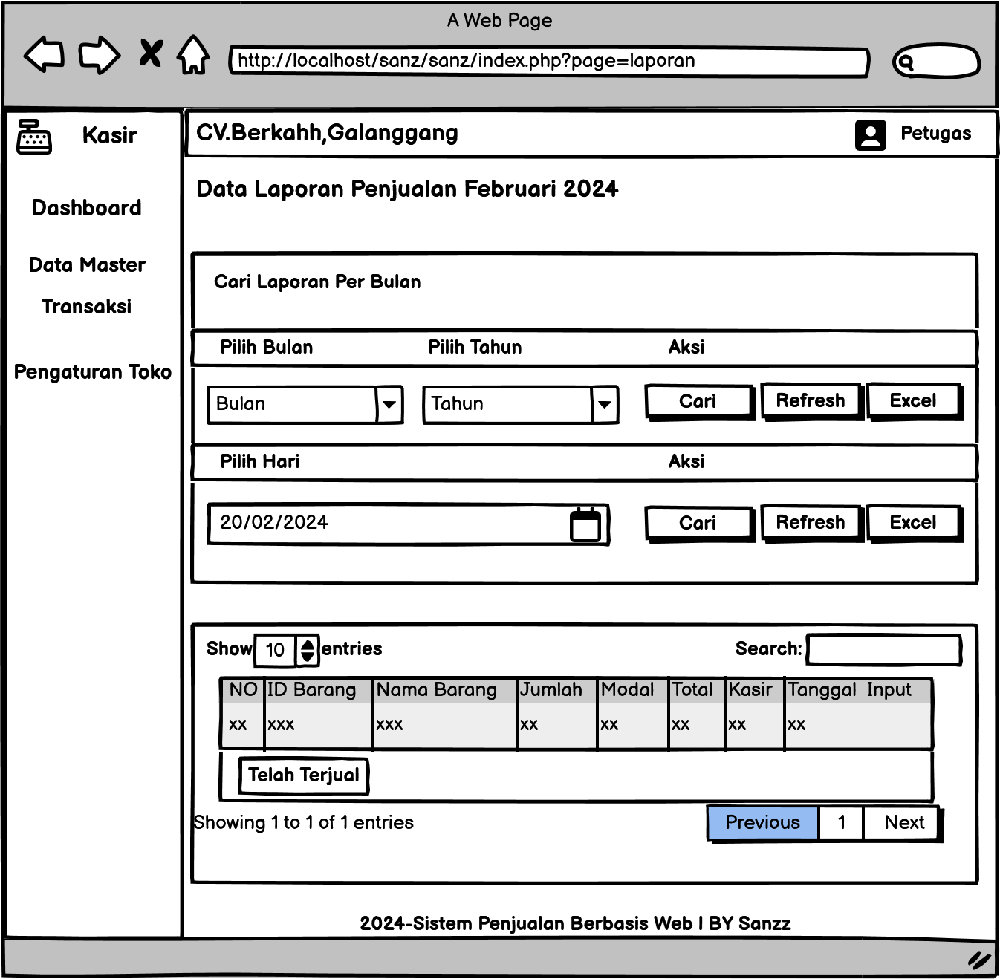 A Web Page
http://localhost/sanz/sanz/index.php?page=laporan
Kasir
CV.Berkahh,Galanggang
Petugas
Data Laporan Penjualan Februari 2024
Dashboard
Data Master
Transaksi
Pengaturan Toko
Cari Laporan Per Bulan
Pilih Bulan Pilih Tahun Aksi
Bulan Tahun Cari Refresh Excel
Pilih Hari Aksi
20/02/2024 Cari Refresh Excel
Show 10 entries Search:
NO ID Barang Nama Barang Jumlah Modal Total Kasir Tanggal Input
xx xxx xxx xx xx xx xx xx
Telah Terjual
Showing 1 to 1 of 1 entries Previous 1 Next
2024-Sistem Penjualan Berbasis Web | BY Sanzz